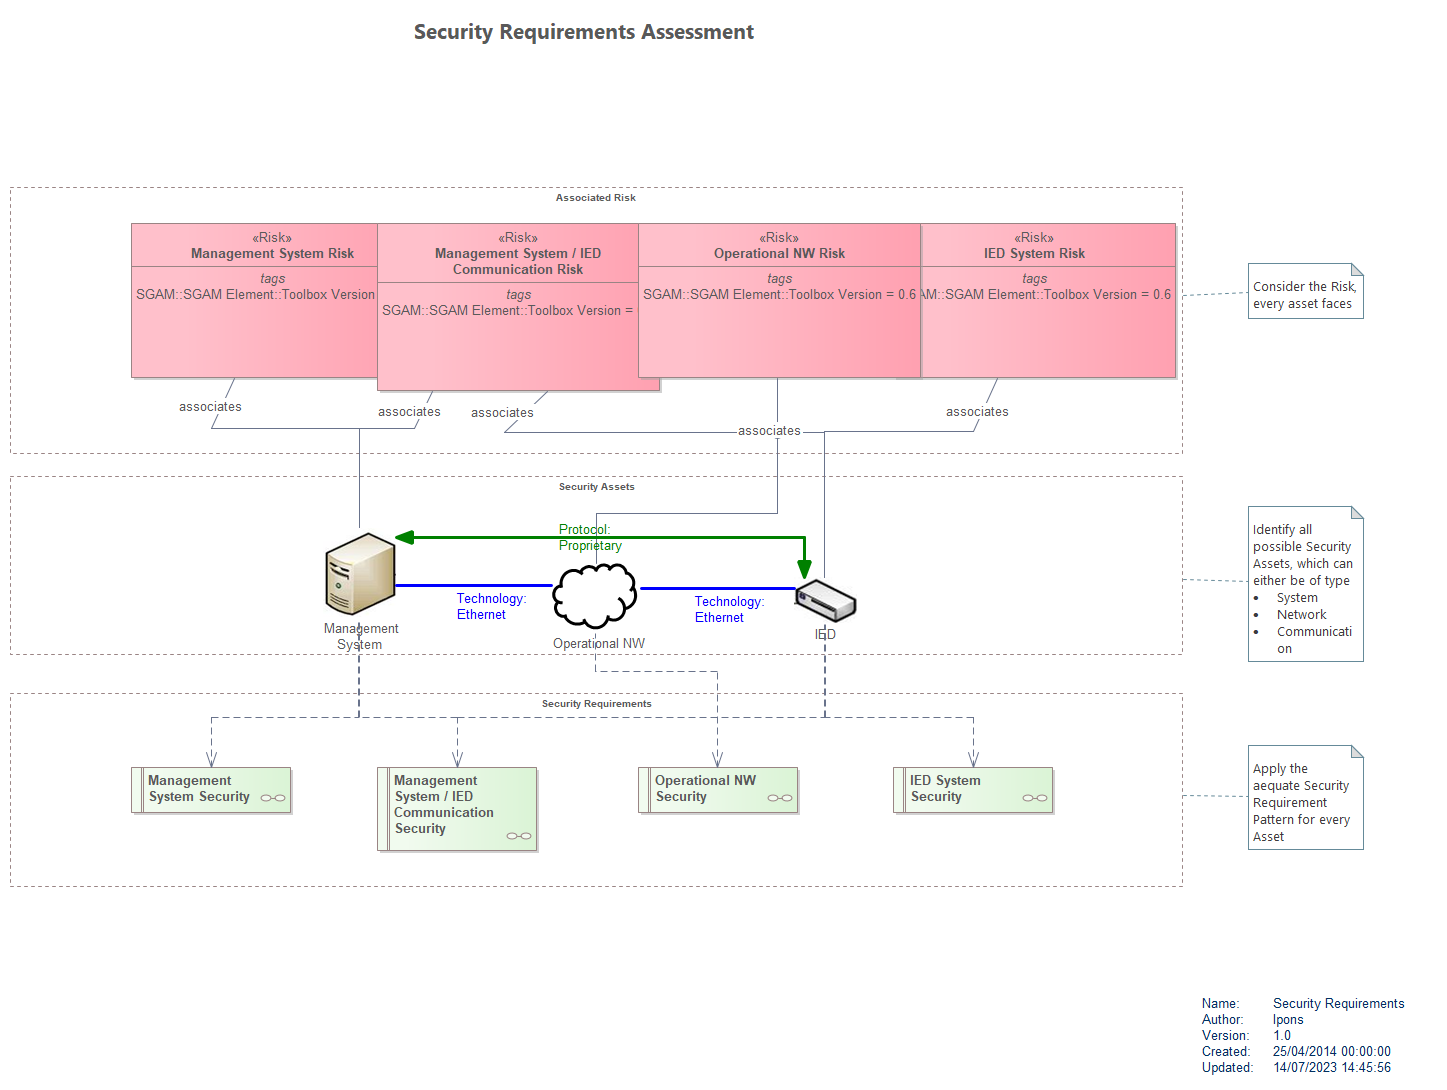 Security Requirements Assessment
Associated Risk
«Risk»
Management System Risk
tags
SGAM::SGAM Element::Toolbox Version
«Risk»
Management System / IED
Communication Risk
tags
SGAM::SGAM Element::Toolbox Version =
«Risk»
Operational NW Risk
tags
SGAM::SGAM Element::Toolbox Version = 0.6
«Risk»
IED System Risk
tags
AM::SGAM Element::Toolbox Version = 0.6
Consider the Risk,
every asset faces
associates
associates
associates
associates
associates
Security Assets
Protocol:
Proprietary
Technology:
Ethernet
Technology:
Ethernet
Management
System
Operational NW
IED
Identify all
possible Security
Assets, which can
either be of type
• System
• Network
• Communicati
on
Security Requirements
Management
System Security
Management
System / IED
Communication
Security
Operational NW
Security
IED System
Security
Apply the
aequate Security
Requirement
Pattern for every
Asset
Name: Security Requirements
Author: lpons
Version: 1.0
Created: 25/04/2014 00:00:00
Updated: 14/07/2023 14:45:56